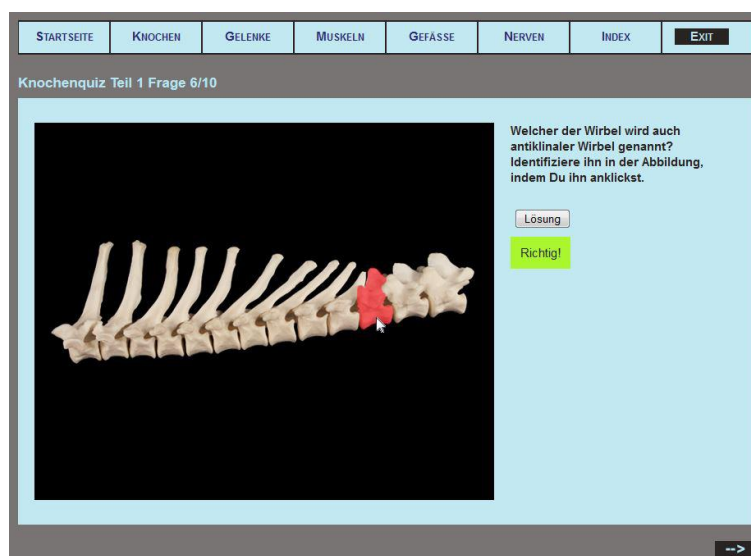 STARTSEITE KNOCHEN GELENKE MUSKELN GEFÄSSE NERVEN INDEX EXIT
Knochenquiz Teil 1 Frage 6/10
Welcher der Wirbel wird auch
antiklinaler Wirbel genannt?
Identifiziere ihn in der Abbildung,
indem Du ihn anklickst.
Lösung
Richtig!
-->